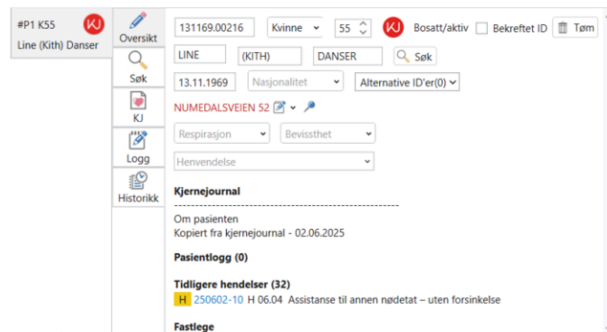 #P1 K55
KJ
Line (Kith) Danser
Oversikt
Søk
KJ
Logg
Historikk
131169.00216 Kvinne 55 KJ Bosatt/aktiv Bekreftet ID Tøm
LINE (KITH) DANSER Søk
13.11.1969 Nasjonalitet Alternative ID'er(0)
NUMEDALSVEIEN 52
Respirasjon Bevissthet
Henvendelse
Kjernejournal
------------------------------------------------------------
Om pasienten
Kopiert fra kjernejournal - 02.06.2025
Pasientlogg (0)
Tidligere hendelser (32)
H 250602-10 H 06.04 Assistanse til annen nødetat – uten forsinkelse
Fastlege